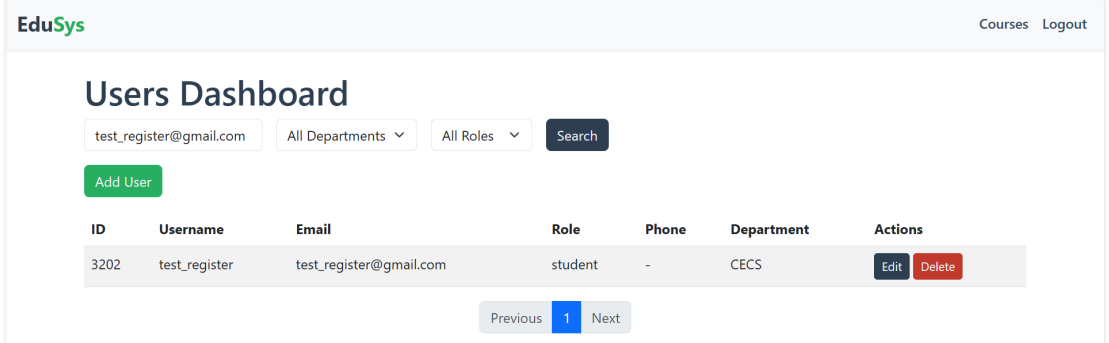 EduSys Courses Logout
Users Dashboard
test_register@gmail.com All Departments All Roles Search
Add User
ID Username Email Role Phone Department Actions
3202 test_register test_register@gmail.com student - CECS Edit Delete
Previous 1 Next